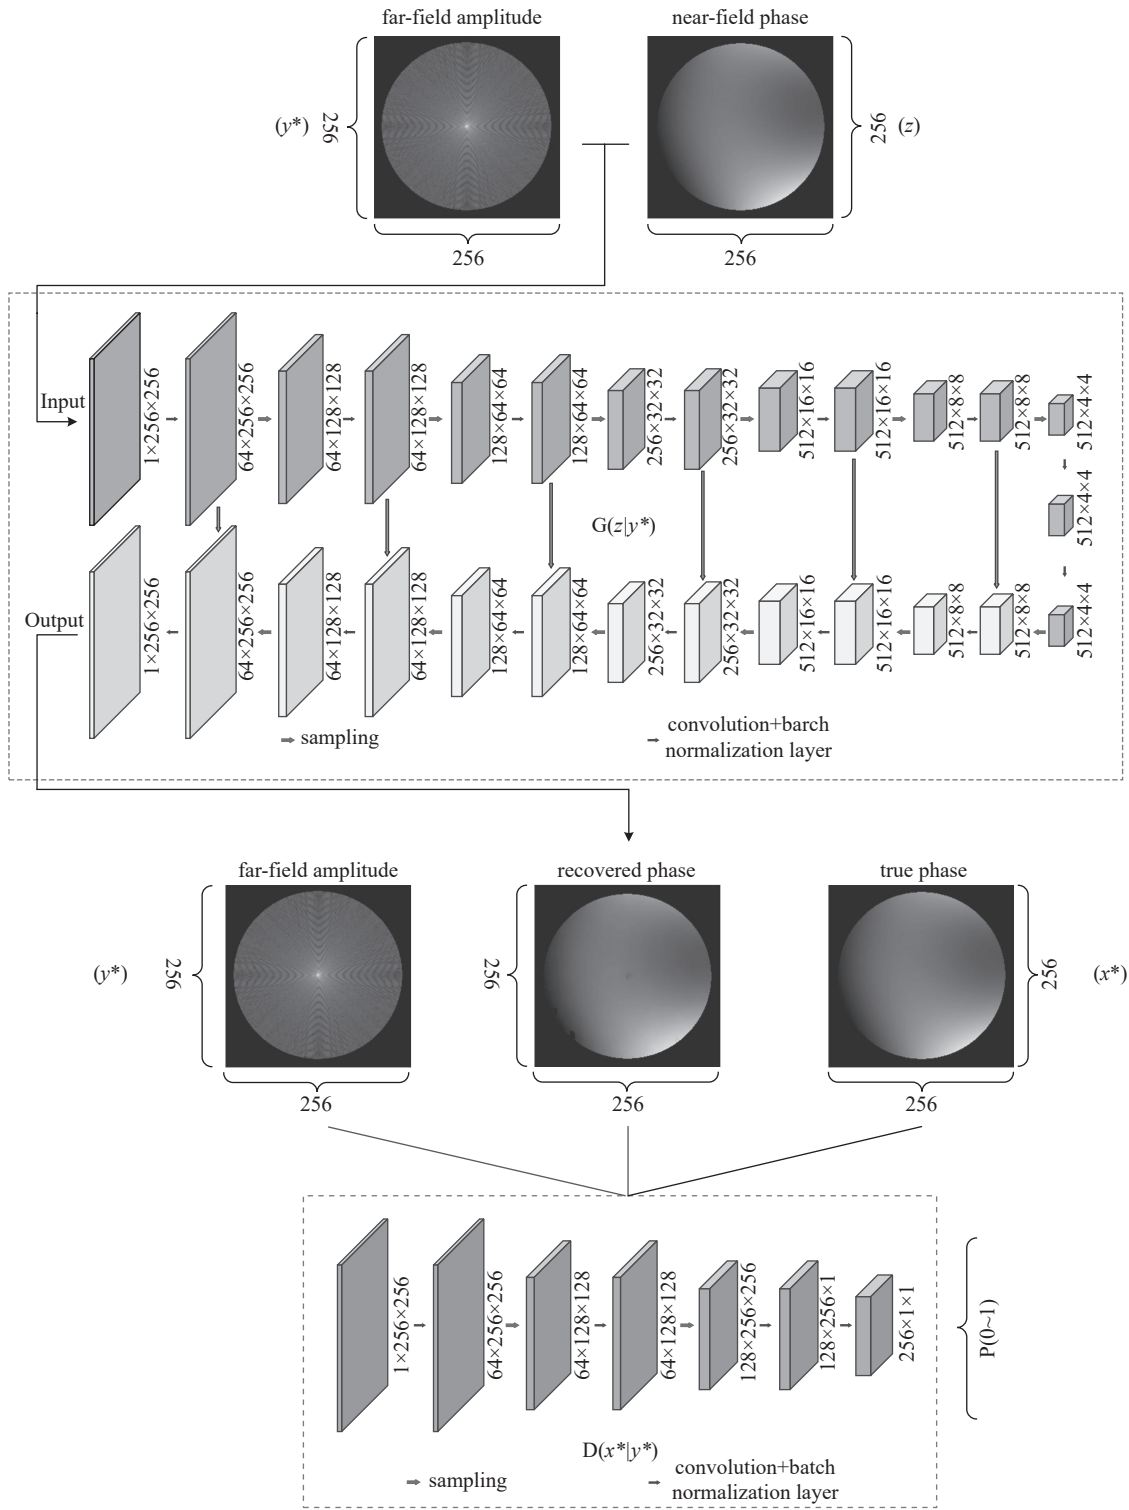 far-field amplitude
near-field phase
(y*)
256
256
(z)
256
256
Input
1×256×256
64×256×256
64×128×128
64×128×128
128×64×64
128×64×64
256×32×32
256×32×32
512×16×16
512×16×16
512×8×8
512×8×8
512×4×4
512×4×4
G(z|y*)
Output
1×256×256
64×256×256
64×128×128
64×128×128
128×64×64
128×64×64
256×32×32
256×32×32
512×16×16
512×16×16
512×8×8
512×8×8
512×4×4
sampling
convolution+barch
normalization layer
far-field amplitude
recovered phase
true phase
(y*)
256
256
256
(x*)
256
256
256
1×256×256
64×256×256
64×128×128
64×128×128
128×256×256
128×256×1
256×1×1
P(0~1)
D(x*|y*)
sampling
convolution+batch
normalization layer